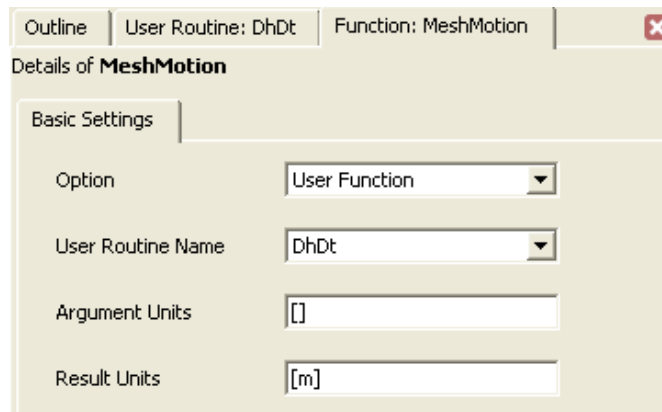 Outline User Routine: DhDt Function: MeshMotion
Details of MeshMotion
Basic Settings
Option User Function
User Routine Name DhDt
Argument Units []
Result Units [m]